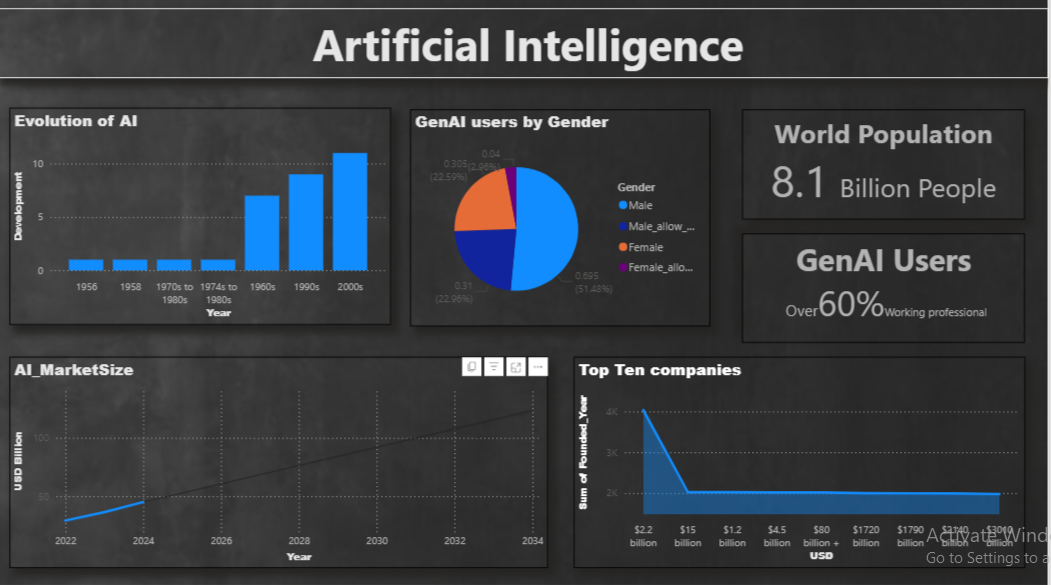 Artificial Intelligence
Evolution of AI
Development
10
5
0
1956
1958
1970s to
1980s
1974s to
1980s
1960s
1990s
2000s
Year
GenAI users by Gender
0.04
(2.96%)
0.305
(22.59%)
0.31
(22.96%)
0.695
(51.48%)
Gender
Male
Male_allow_...
Female
Female_allo...
World Population
8.1 Billion People
GenAI Users
Over 60% Working professional
AI_MarketSize
USD Billion
100
50
2022
2024
2026
2028
2030
2032
2034
Year
Top Ten companies
Sum of Founded_Year
4K
3K
2K
$2.2
billion
$15
billion
$1.2
billion
$4.5
billion
$80
billion +
$1720
billion
$1790
billion
billion
billion
USD
Activate Wind
Go to Settings to a